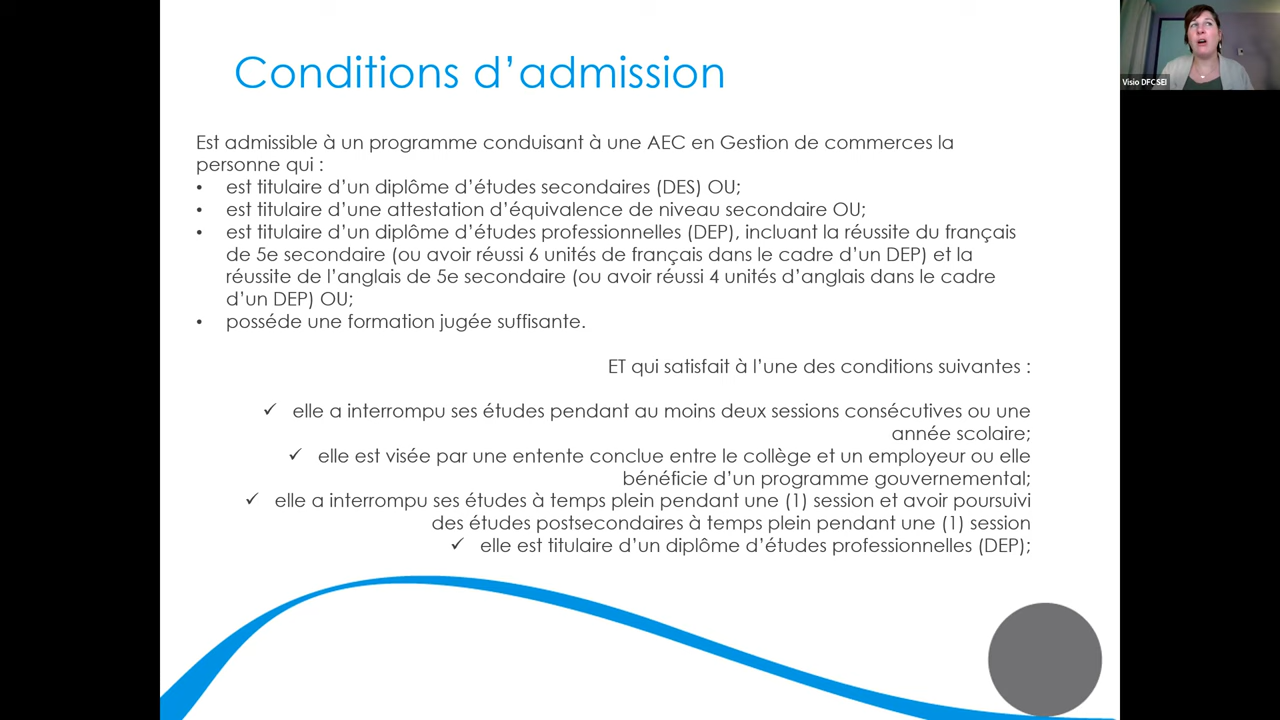 Conditions d’admission
Visio DFCSEI
Est admissible à un programme conduisant à une AEC en Gestion de commerces la
personne qui :
• est titulaire d’un diplôme d’études secondaires (DES) OU;
• est titulaire d’une attestation d’équivalence de niveau secondaire OU;
• est titulaire d’un diplôme d’études professionnelles (DEP), incluant la réussite du français
de 5e secondaire (ou avoir réussi 6 unités de français dans le cadre d’un DEP) et la
réussite de l’anglais de 5e secondaire (ou avoir réussi 4 unités d’anglais dans le cadre
d’un DEP) OU;
• posséde une formation jugée suffisante.
ET qui satisfait à l’une des conditions suivantes :
✓ elle a interrompu ses études pendant au moins deux sessions consécutives ou une
année scolaire;
✓ elle est visée par une entente conclue entre le collège et un employeur ou elle
bénéficie d’un programme gouvernemental;
✓ elle a interrompu ses études à temps plein pendant une (1) session et avoir poursuivi
des études postsecondaires à temps plein pendant une (1) session
✓ elle est titulaire d’un diplôme d’études professionnelles (DEP);